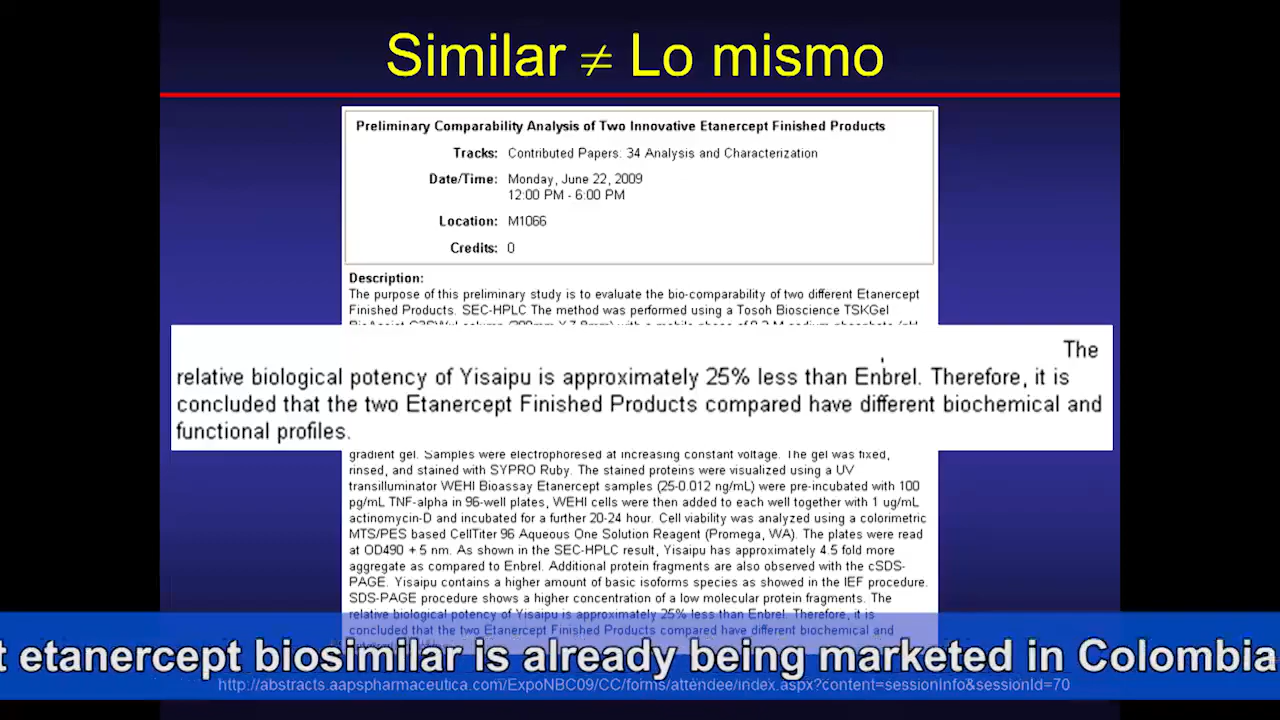 Similar ≠ Lo mismo
Preliminary Comparability Analysis of Two Innovative Etanercept Finished Products
Tracks: Contributed Papers: 34 Analysis and Characterization
Date/Time: Monday, June 22, 2009
12:00 PM - 6:00 PM
Location: M1066
Credits: 0
Description:
The purpose of this preliminary study is to evaluate the bio-comparability of two different Etanercept
Finished Products. SEC-HPLC The method was performed using a Tosoh Bioscience TSKGel
The
relative biological potency of Yisaipu is approximately 25% less than Enbrel. Therefore, it is
concluded that the two Etanercept Finished Products compared have different biochemical and
functional profiles.
gradient gel. Samples were electrophoresed at increasing constant voltage. The gel was fixed,
rinsed, and stained with SYPRO Ruby. The stained proteins were visualized using a UV
transilluminator WEHI Bioassay Etanercept samples (25-0.012 ng/mL) were pre-incubated with 100
pg/mL TNF-alpha in 96-well plates, WEHI cells were then added to each well together with 1 ug/mL
actinomycin-D and incubated for a further 20-24 hour. Cell viability was analyzed using a colorimetric
MTS/PES based CellTiter 96 Aqueous One Solution Reagent (Promega, WA). The plates were read
at OD490 + 5 nm. As shown in the SEC-HPLC result, Yisaipu has approximately 4.5 fold more
aggregate as compared to Enbrel. Additional protein fragments are also observed with the cSDS-
PAGE. Yisaipu contains a higher amount of basic isoforms species as showed in the IEF procedure.
SDS-PAGE procedure shows a higher concentration of a low molecular protein fragments. The
relative biological potency of Yisaipu is approximately 25% less than Enbrel. Therefore, it is
concluded that the two Etanercept Finished Products compared have different biochemical and
t etanercept biosimilar is already being marketed in Colombia
http://abstracts.aapspharmaceutica.com/ExpoNBC09/CC/forms/attendee/index.aspx?content=sessionInfo&sessionId=70